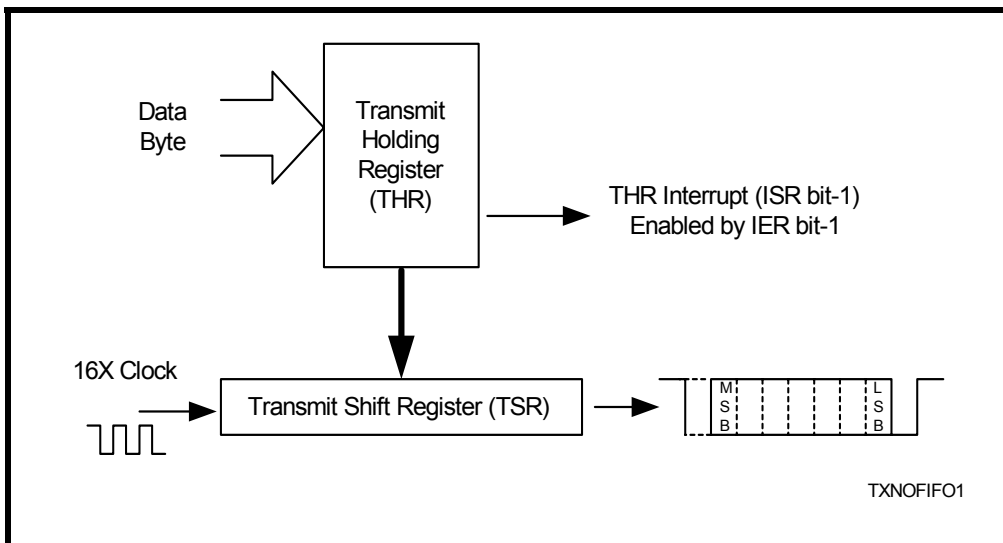 Data
Byte
Transmit
Holding
Register
(THR)
THR Interrupt (ISR bit-1)
Enabled by IER bit-1
16X Clock
Transmit Shift Register (TSR)
M
S
B
L
S
B
TXNOFIFO1